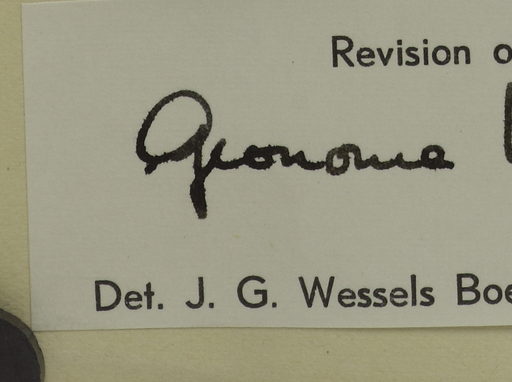 Revision
Geonoma
Det. J. G. Wessels